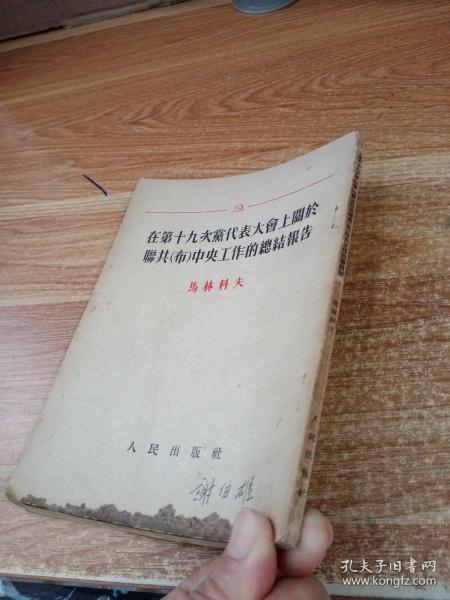 在第十九次黨代表大會上關於
聯共(布)中央工作的總結報告
馬林科夫
人民出版社
謝伯雄
孔夫子旧书网
www.kongfz.com